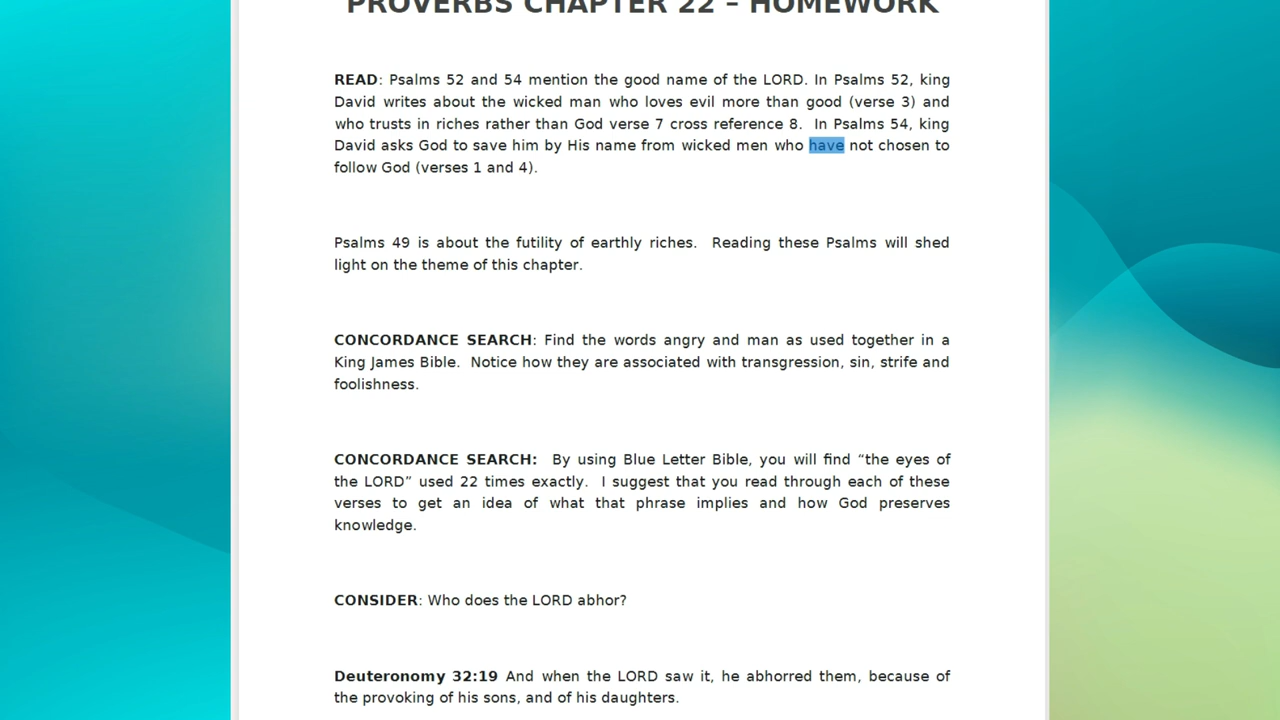 PROVERBS CHAPTER 22 – HOMEWORK
READ: Psalms 52 and 54 mention the good name of the LORD. In Psalms 52, king
David writes about the wicked man who loves evil more than good (verse 3) and
who trusts in riches rather than God verse 7 cross reference 8.  In Psalms 54, king
David asks God to save him by His name from wicked men who have not chosen to
follow God (verses 1 and 4).
Psalms 49 is about the futility of earthly riches.  Reading these Psalms will shed
light on the theme of this chapter.
CONCORDANCE SEARCH: Find the words angry and man as used together in a
King James Bible.  Notice how they are associated with transgression, sin, strife and
foolishness.
CONCORDANCE SEARCH:  By using Blue Letter Bible, you will find “the eyes of
the LORD” used 22 times exactly.  I suggest that you read through each of these
verses to get an idea of what that phrase implies and how God preserves
knowledge.
CONSIDER: Who does the LORD abhor?
Deuteronomy 32:19 And when the LORD saw it, he abhorred them, because of
the provoking of his sons, and of his daughters.